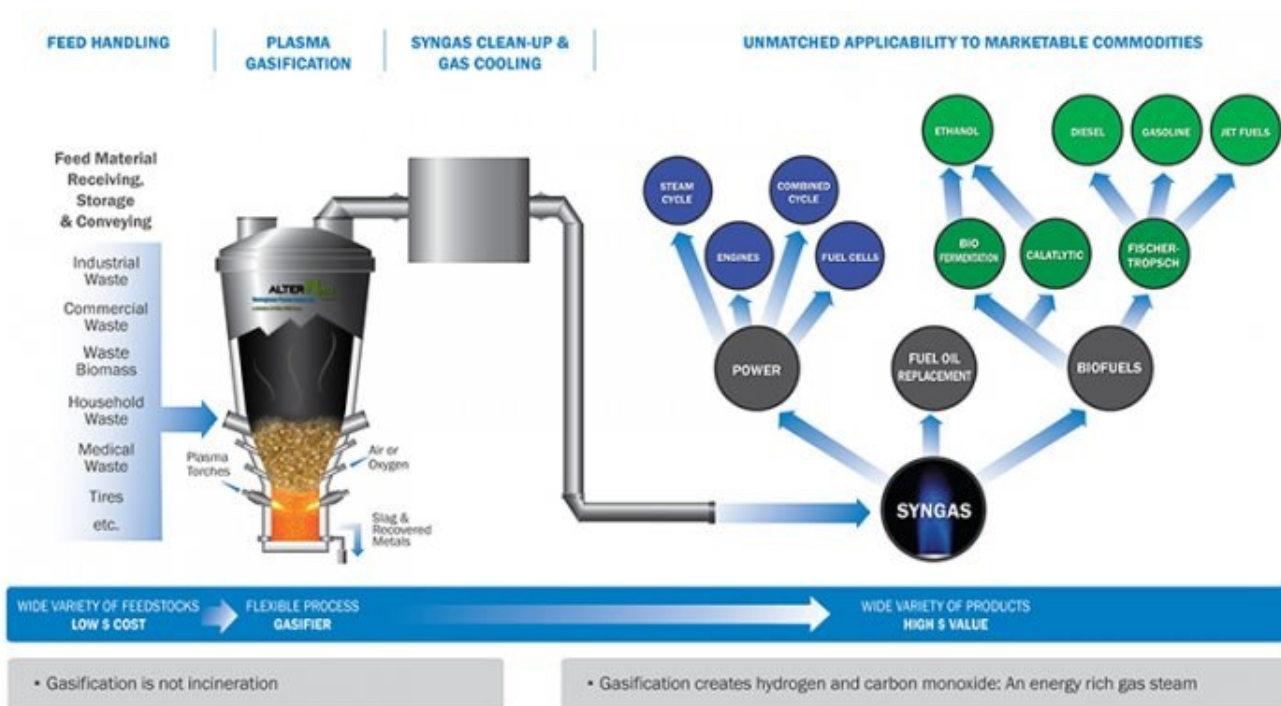 FEED HANDLING
PLASMA
GASIFICATION
SYNGAS CLEAN-UP &
GAS COOLING
UNMATCHED APPLICABILITY TO MARKETABLE COMMODITIES
Feed Material
Receiving,
Storage
& Conveying
Industrial
Waste
Commercial
Waste
Waste
Biomass
Household
Waste
Medical
Waste
Tires
etc.
ALTER
Plasma
Torches
Air or
Oxygen
Slag &
Recovered
Metals
STEAM
CYCLE
ENGINES
COMBINED
CYCLE
FUEL CELLS
POWER
FUEL OIL
REPLACEMENT
ETHANOL
DIESEL
GASOLINE
JET FUELS
BIO
FERMENTATION
CALATLYTIC
FISCHER-
TROPSCH
BIOFUELS
SYNGAS
WIDE VARIETY OF FEEDSTOCKS
LOW $ COST
FLEXIBLE PROCESS
GASIFIER
WIDE VARIETY OF PRODUCTS
HIGH $ VALUE
• Gasification is not incineration
• Gasification creates hydrogen and carbon monoxide: An energy rich gas steam